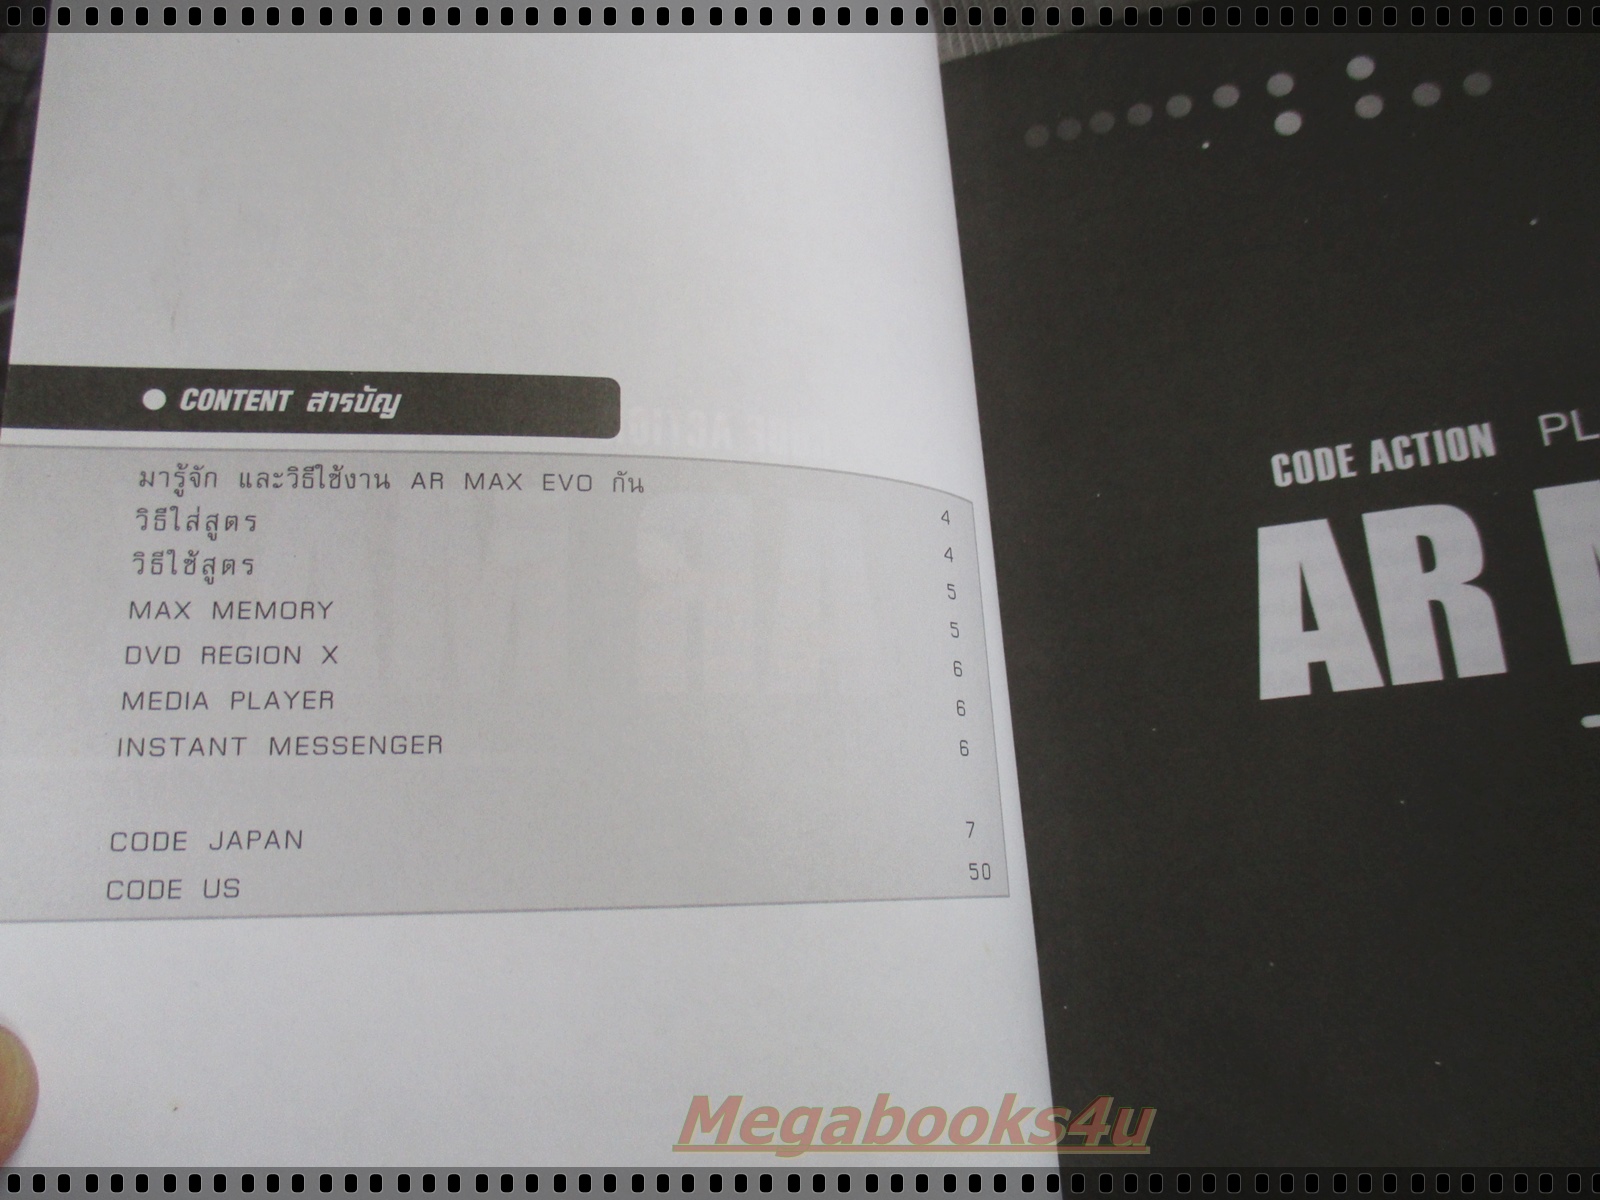 CONTENT สารบัญ
มารู้จัก และวิธีใช้งาน AR MAX EVO กัน 4
วิธีใส่สูตร 4
วิธีใช้สูตร 5
MAX MEMORY 5
DVD REGION X 6
MEDIA PLAYER 6
INSTANT MESSENGER 6
CODE JAPAN 7
CODE US 50
CODE ACTION PL
AR
Megabooks4u